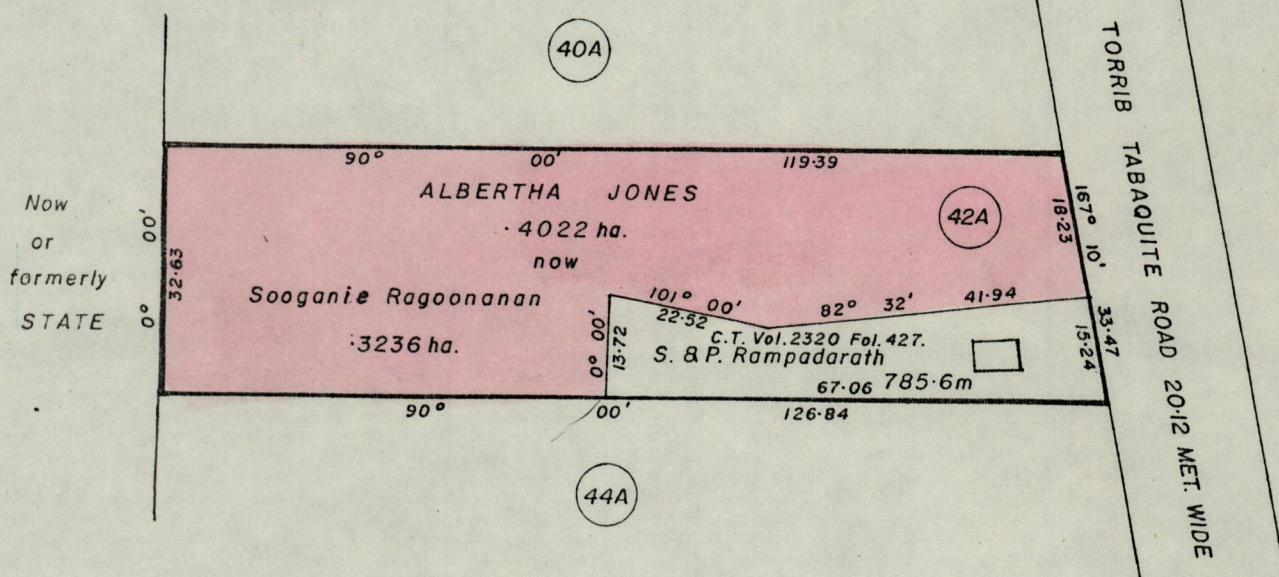 40A
90° 00' 119·39
ALBERTHA JONES
·4022 ha.
now
42A
Sooganie Ragoonanan
·3236 ha.
Now
or
formerly
STATE
0° 00'
32·63
101° 00'
22·52
82° 32' 41·94
0° 00'
13·72
C.T. Vol. 2320 Fol. 427.
S. & P. Rampadarath
67·06 785·6m
90° 00' 126·84
167° 10'
18·23
33·47
15·24
44A
TORRIB TABAQUITE ROAD 20·12 MET. WIDE